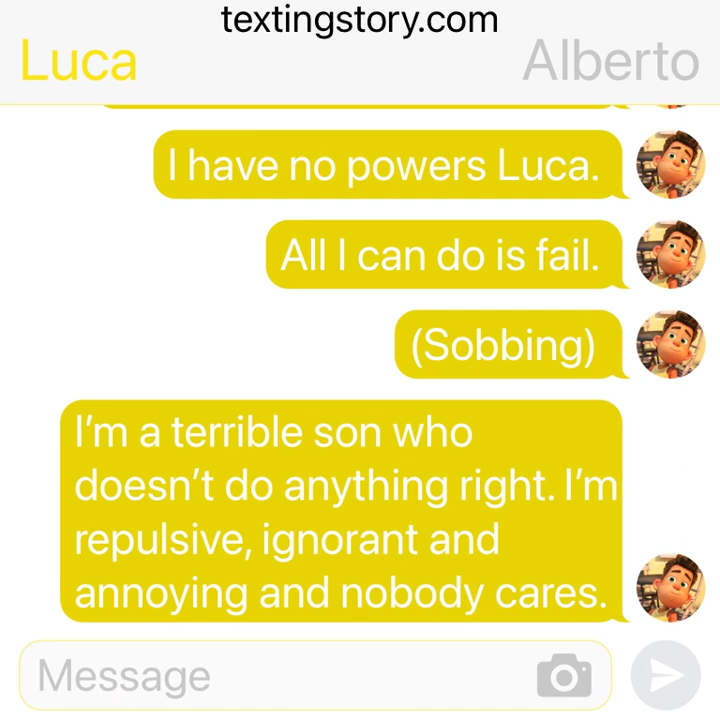 textingstory.com
Luca
Alberto
I have no powers Luca.
All I can do is fail.
(Sobbing)
I’m a terrible son who
doesn’t do anything right. I’m
repulsive, ignorant and
annoying and nobody cares.
Message